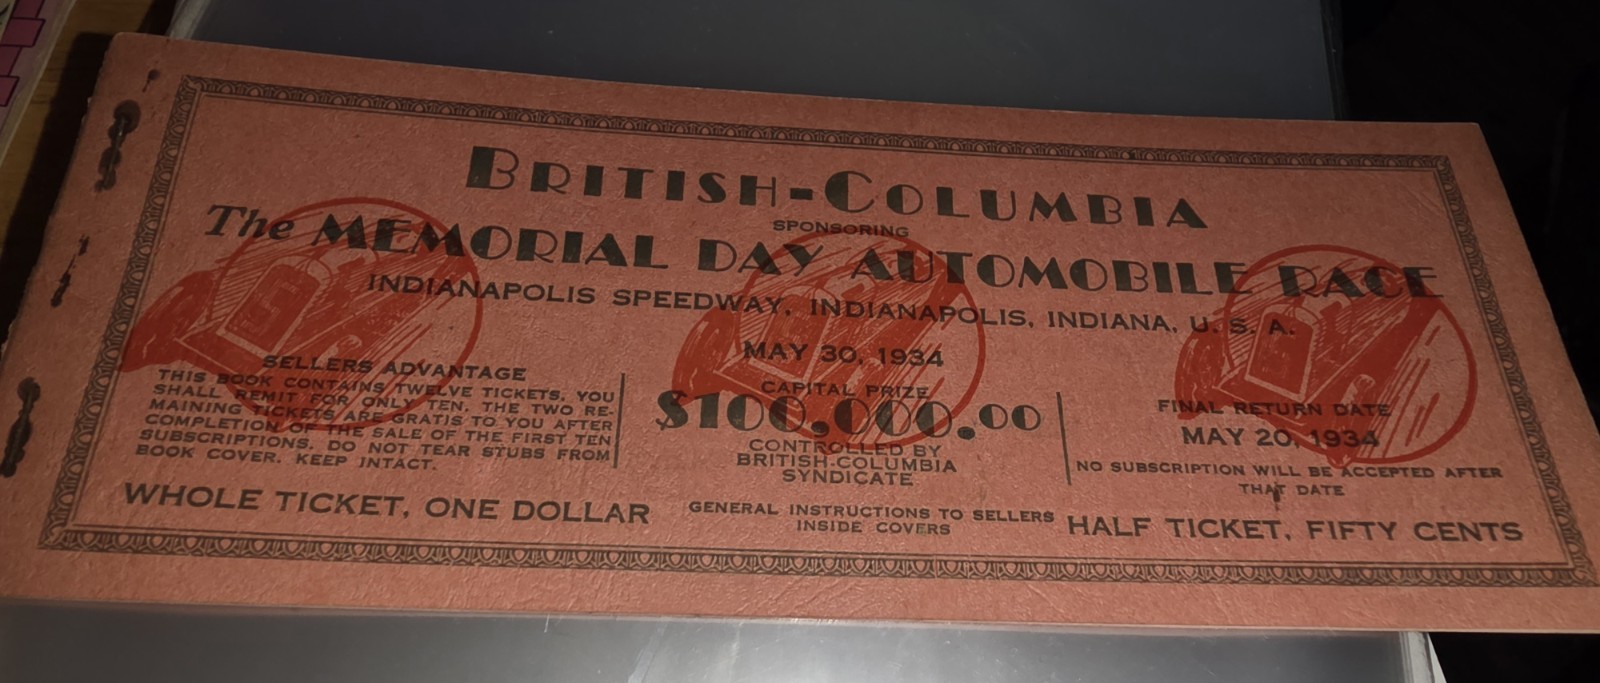 BRITISH-COLUMBIA
SPONSORING
The MEMORIAL DAY AUTOMOBILE RACE
INDIANAPOLIS SPEEDWAY, INDIANAPOLIS, INDIANA, U. S. A.
MAY 30, 1934
SELLERS ADVANTAGE
THIS BOOK CONTAINS TWELVE TICKETS. YOU
SHALL REMIT FOR ONLY TEN. THE TWO RE-
MAINING TICKETS ARE GRATIS TO YOU AFTER
COMPLETION OF THE SALE OF THE FIRST TEN
SUBSCRIPTIONS. DO NOT TEAR STUBS FROM
BOOK COVER. KEEP INTACT.
CAPITAL PRIZE
$100,000.00
CONTROLLED BY
BRITISH-COLUMBIA
SYNDICATE
FINAL RETURN DATE
MAY 20, 1934
NO SUBSCRIPTION WILL BE ACCEPTED AFTER
THAT DATE
WHOLE TICKET, ONE DOLLAR
GENERAL INSTRUCTIONS TO SELLERS
INSIDE COVERS
HALF TICKET, FIFTY CENTS
5